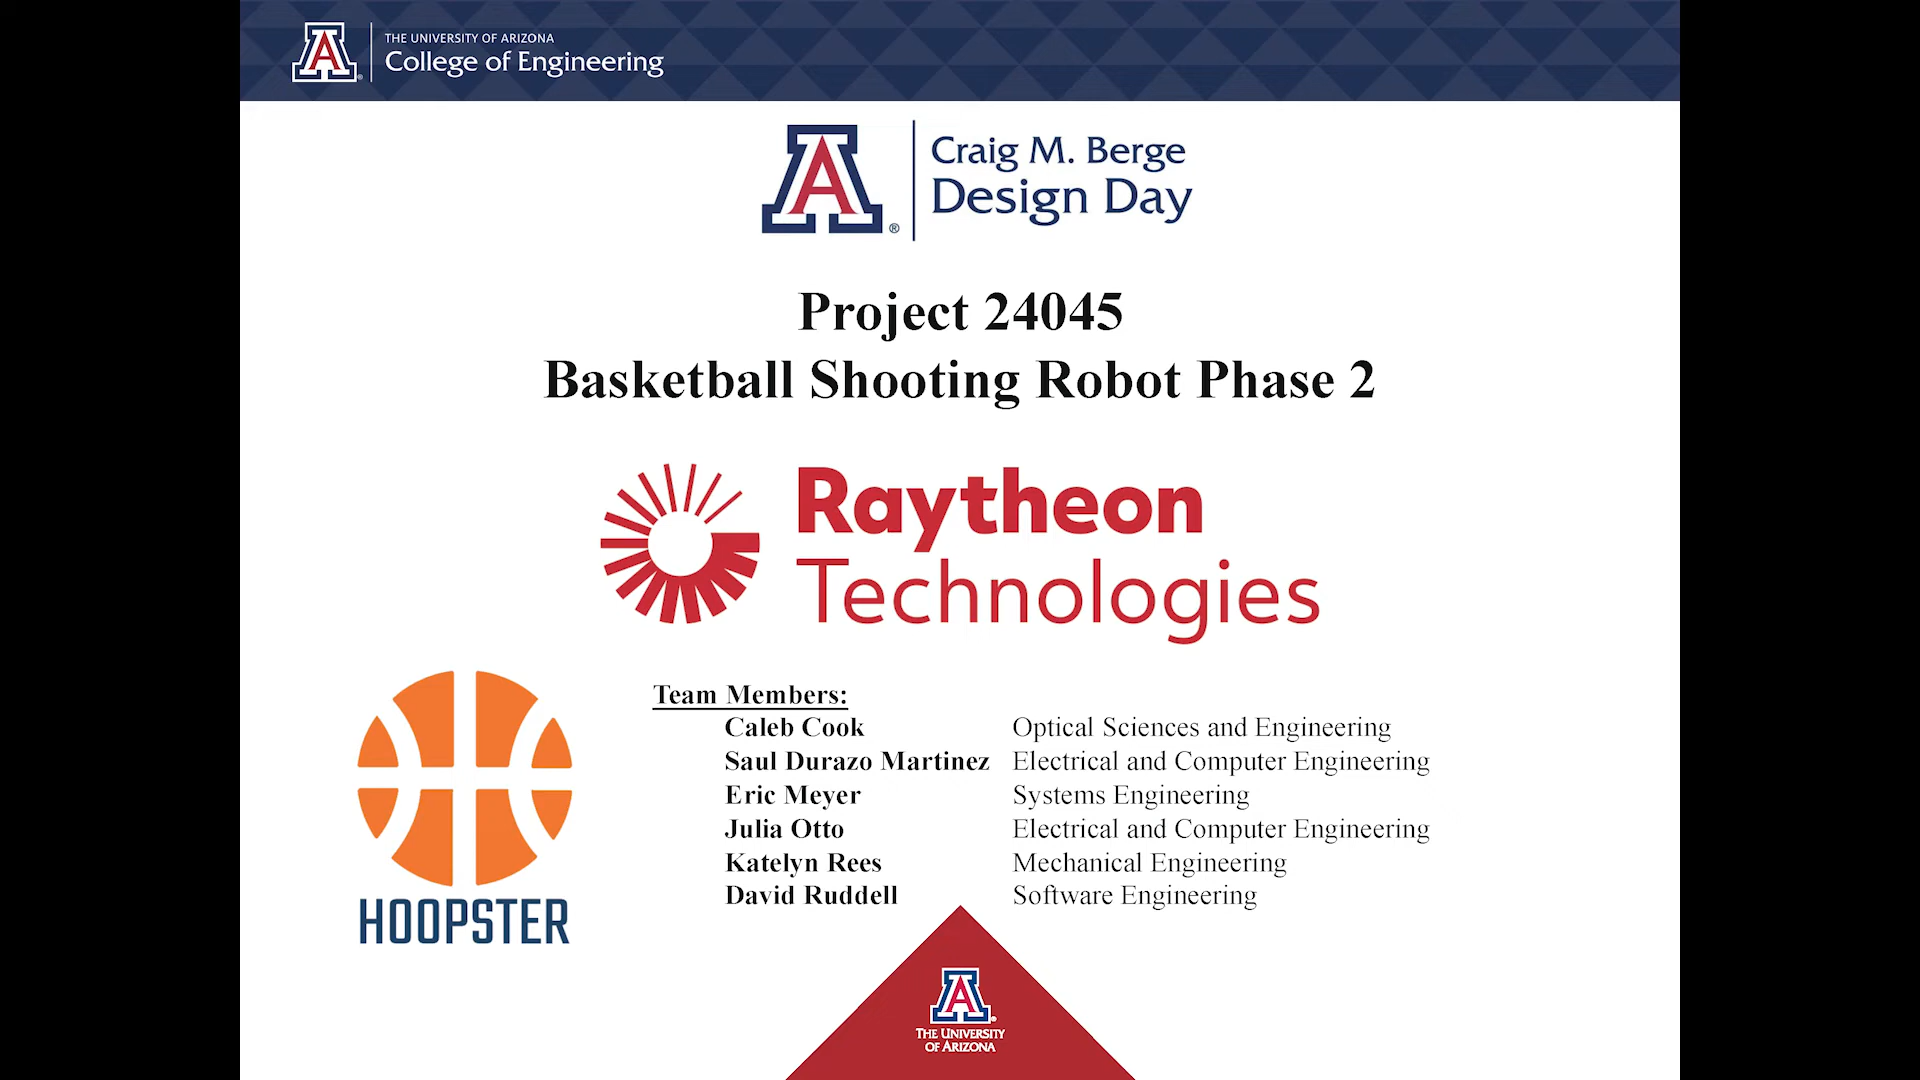 THE UNIVERSITY OF ARIZONA
College of Engineering
Craig M. Berge
Design Day
Project 24045
Basketball Shooting Robot Phase 2
Raytheon
Technologies
HOOPSTER
Team Members:
Caleb Cook Optical Sciences and Engineering
Saul Durazo Martinez Electrical and Computer Engineering
Eric Meyer Systems Engineering
Julia Otto Electrical and Computer Engineering
Katelyn Rees Mechanical Engineering
David Ruddell Software Engineering
THE UNIVERSITY
OF ARIZONA